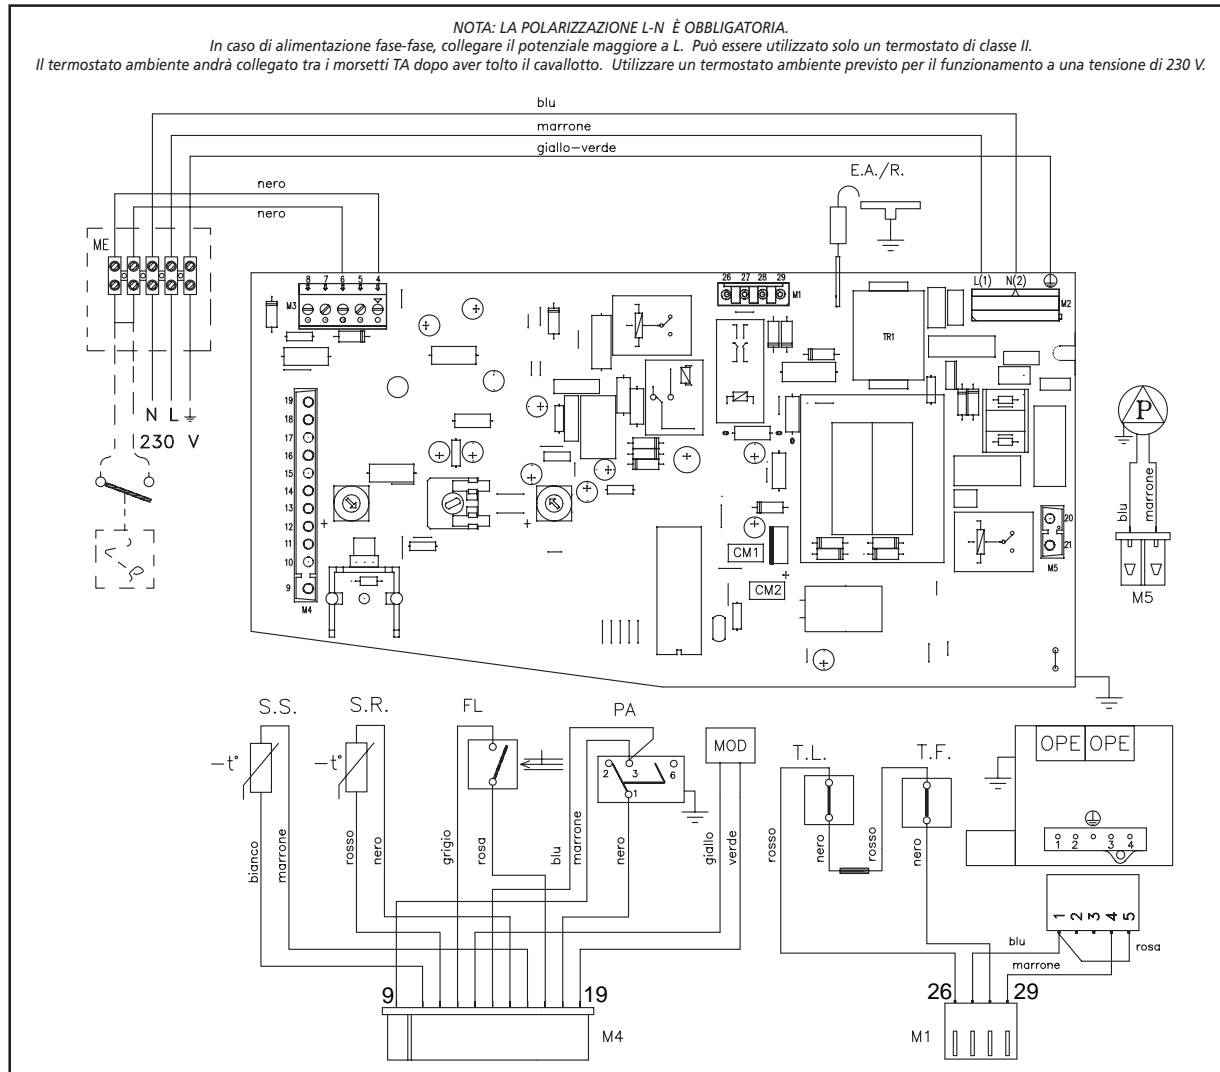 NOTA: LA POLARIZZAZIONE L-N È OBBLIGATORIA.
In caso di alimentazione fase-fase, collegare il potenziale maggiore a L. Può essere utilizzato solo un termostato di classe II.
Il termostato ambiente andrà collegato tra i morsetti TA dopo aver tolto il cavallotto. Utilizzare un termostato ambiente previsto per il funzionamento a una tensione di 230 V.
blu
marrone
giallo-verde
E.A./R.
nero
nero
ME
8 7 6 5 4
M3
26 27 28 29
M1
L(1) N(2)
M2
TR1
N L
230 V
19
18
17
16
15
14
13
12
11
10
9
M4
CM1
CM2
20
21
M5
P
blu
marrone
M5
S.S.
S.R.
FL
PA
MOD
T.L.
T.F.
OPE OPE
-t°
-t°
2 3 6
1
1 2 3 4
bianco
marrone
rosso
nero
grigio
rosa
blu
marrone
nero
giallo
verde
rosso
nero
rosso
nero
1 2 3 4 5
blu
rosa
marrone
9 19
M4
26 29
M1